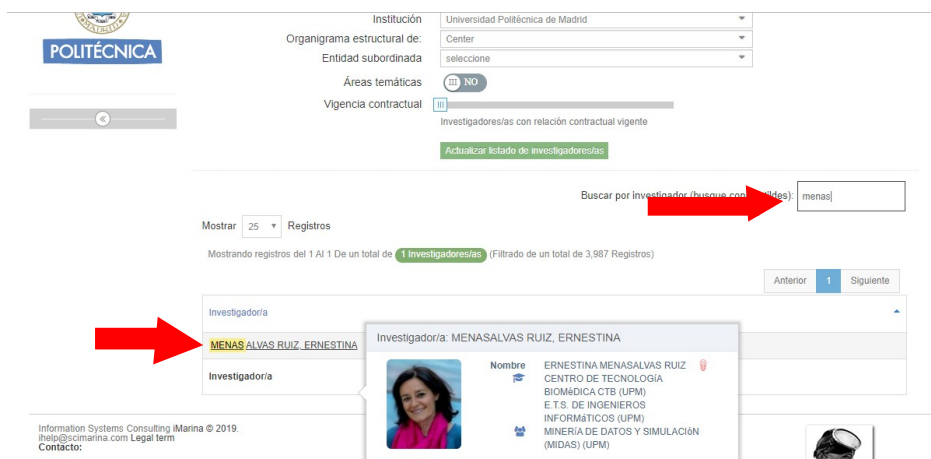 POLITÉCNICA
Institución Universidad Politécnica de Madrid
Organigrama estructural de: Center
Entidad subordinada seleccione
Áreas temáticas NO
Vigencia contractual
Investigadores/as con relación contractual vigente
Actualizar listado de investigadores/as
Buscar por investigador (busque con tildes): menas
Mostrar 25 Registros
Mostrando registros del 1 Al 1 De un total de 1 Investigadores/as (Filtrado de un total de 3,987 Registros)
Anterior 1 Siguiente
Investigador/a
MENASALVAS RUIZ, ERNESTINA
Investigador/a
Investigador/a: MENASALVAS RUIZ, ERNESTINA
Nombre ERNESTINA MENASALVAS RUIZ
CENTRO DE TECNOLOGíA
BIOMéDICA CTB (UPM)
E.T.S. DE INGENIEROS
INFORMáTICOS (UPM)
MINERíA DE DATOS Y SIMULACIóN
(MIDAS) (UPM)
Information Systems Consulting iMarina © 2019.
ihelp@scimarina.com Legal term
Contacto: